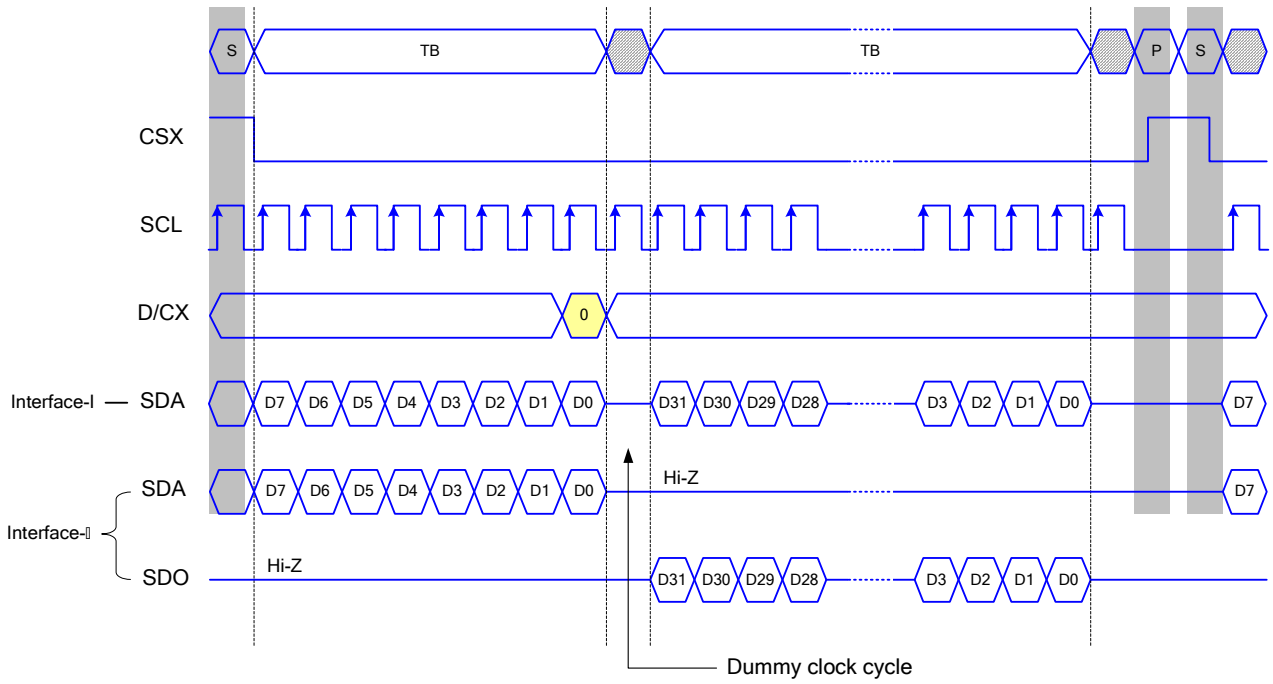 S TB TB P S
CSX
SCL
D/CX 0
Interface-I SDA D7 D6 D5 D4 D3 D2 D1 D0 D31 D30 D29 D28 D3 D2 D1 D0 D7
SDA D7 D6 D5 D4 D3 D2 D1 D0 Hi-Z D7
Interface-▯
SDO Hi-Z D31 D30 D29 D28 D3 D2 D1 D0
Dummy clock cycle